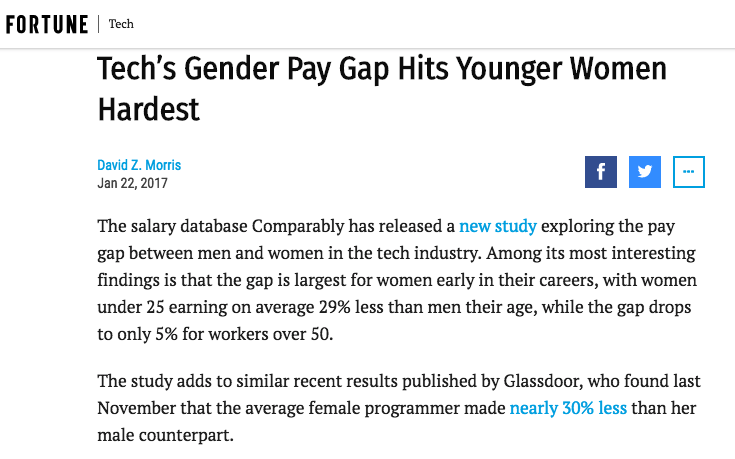 FORTUNE | Tech
Tech’s Gender Pay Gap Hits Younger Women
Hardest
David Z. Morris
Jan 22, 2017
The salary database Comparably has released a new study exploring the pay
gap between men and women in the tech industry. Among its most interesting
findings is that the gap is largest for women early in their careers, with women
under 25 earning on average 29% less than men their age, while the gap drops
to only 5% for workers over 50.
The study adds to similar recent results published by Glassdoor, who found last
November that the average female programmer made nearly 30% less than her
male counterpart.